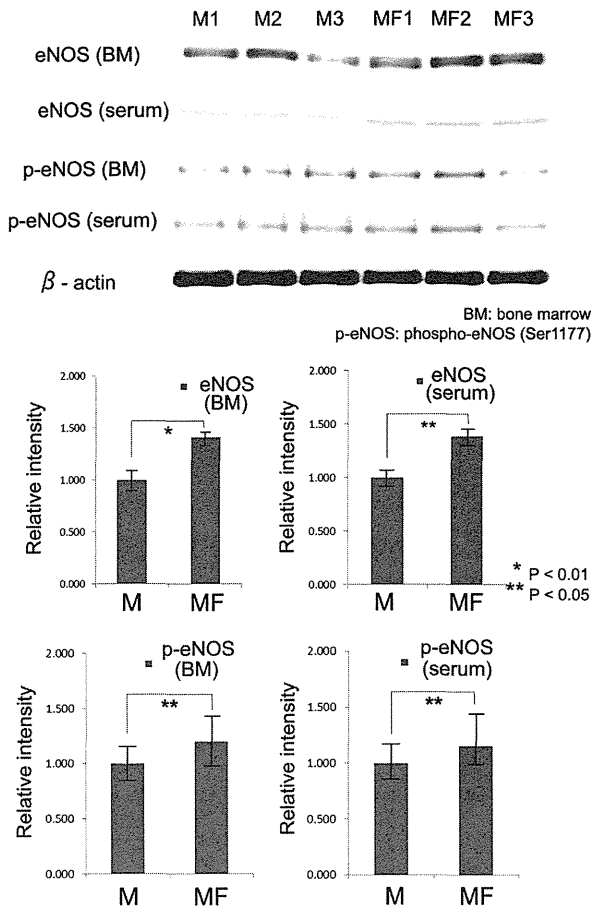 M1 M2 M3 MF1 MF2 MF3
eNOS (BM)
eNOS (serum)
p-eNOS (BM)
p-eNOS (serum)
β - actin
BM: bone marrow
p-eNOS: phospho-eNOS (Ser1177)
eNOS
(BM)
Relative intensity
2.000
1.500
1.000
0.500
0.000
*
M MF
eNOS
(serum)
Relative intensity
2.000
1.500
1.000
0.500
0.000
**
M MF
* P < 0.01
** P < 0.05
p-eNOS
(BM)
Relative intensity
2.000
1.500
1.000
0.500
0.000
**
M MF
p-eNOS
(serum)
Relative intensity
2.000
1.500
1.000
0.500
0.000
**
M MF